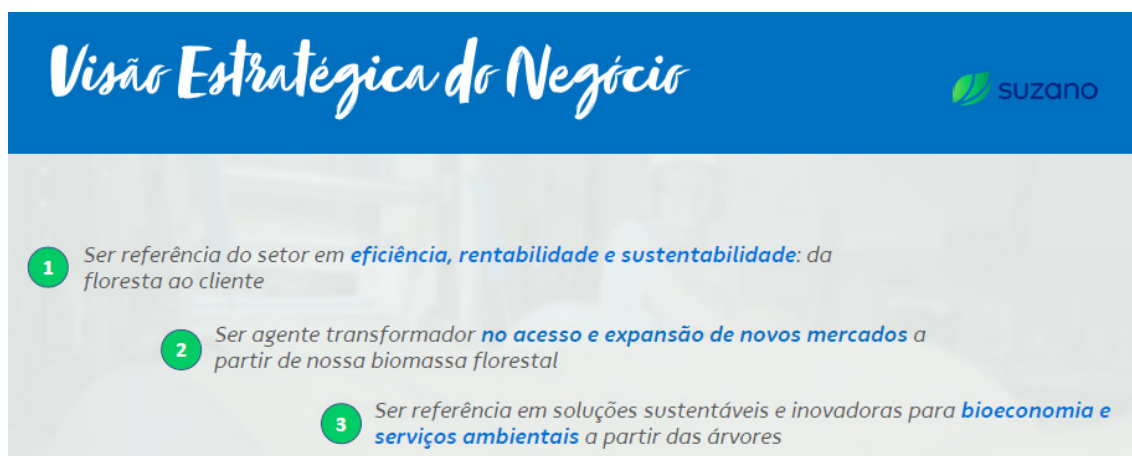 Visão Estratégica do Negócio
suzano
1
Ser referência do setor em eficiência, rentabilidade e sustentabilidade: da
floresta ao cliente
2
Ser agente transformador no acesso e expansão de novos mercados a
partir de nossa biomassa florestal
3
Ser referência em soluções sustentáveis e inovadoras para bioeconomia e
serviços ambientais a partir das árvores